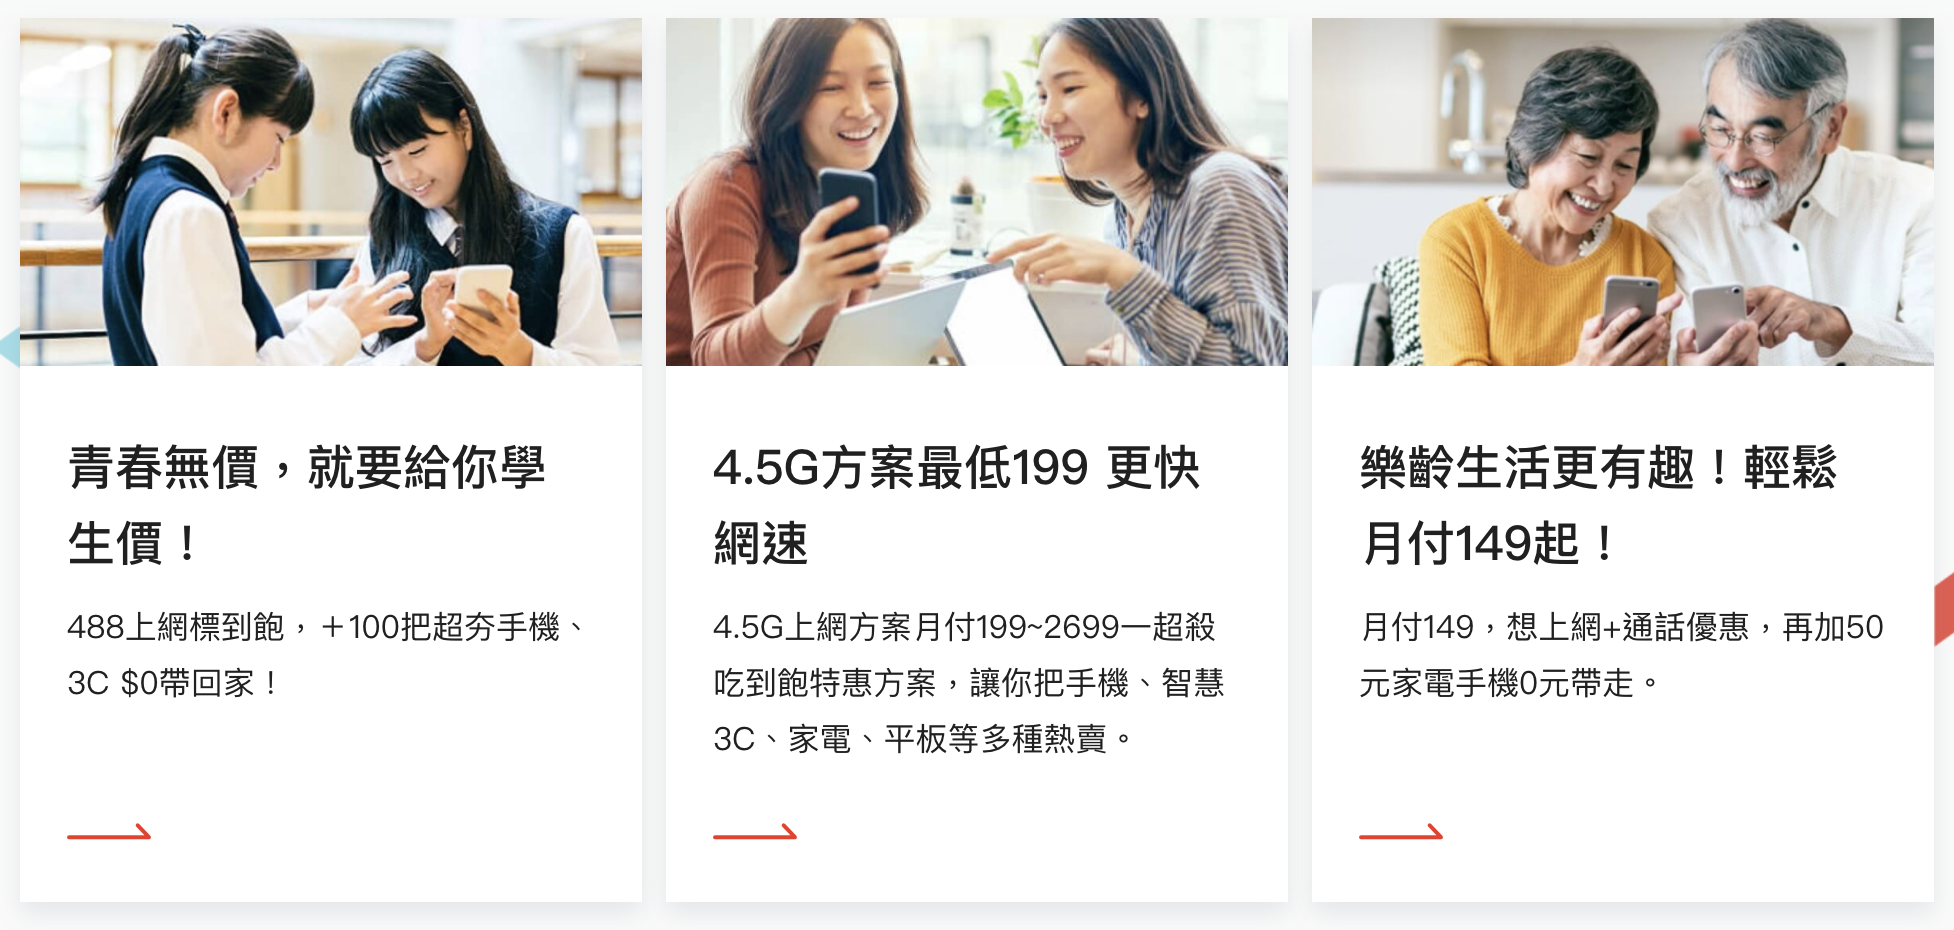 青春無價，就要給你學
生價！
488上網標到飽，＋100把超夯手機、
3C $0帶回家！
4.5G方案最低199 更快
網速
4.5G上網方案月付199~2699一超殺
吃到飽特惠方案，讓你把手機、智慧
3C、家電、平板等多種熱賣。
樂齡生活更有趣！輕鬆
月付149起！
月付149，想上網+通話優惠，再加50
元家電手機0元帶走。